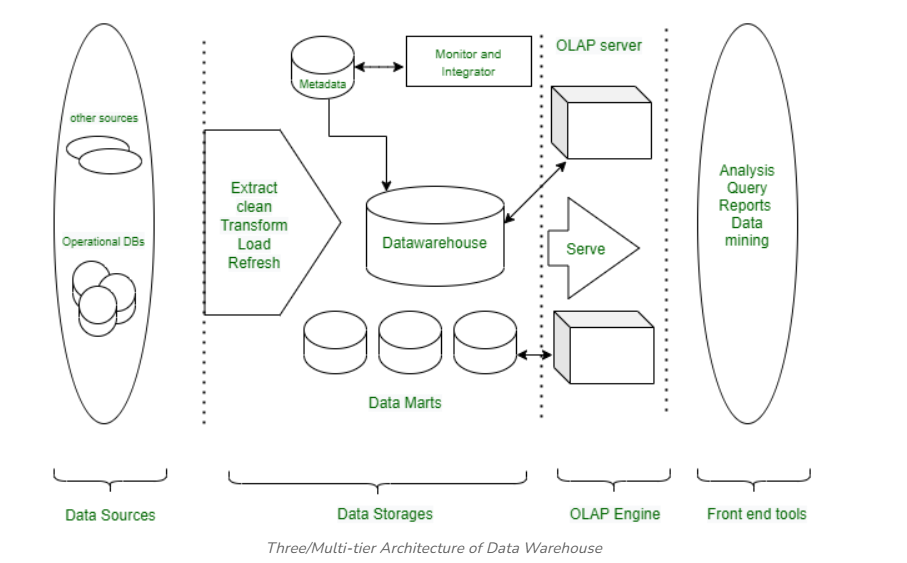 other sources
Operational DBs
Extract
clean
Transform
Load
Refresh
Metadata
Monitor and
Integrator
Datawarehouse
Data Marts
OLAP server
Serve
Analysis
Query
Reports
Data
mining
Data Sources
Data Storages
OLAP Engine
Front end tools
Three/Multi-tier Architecture of Data Warehouse